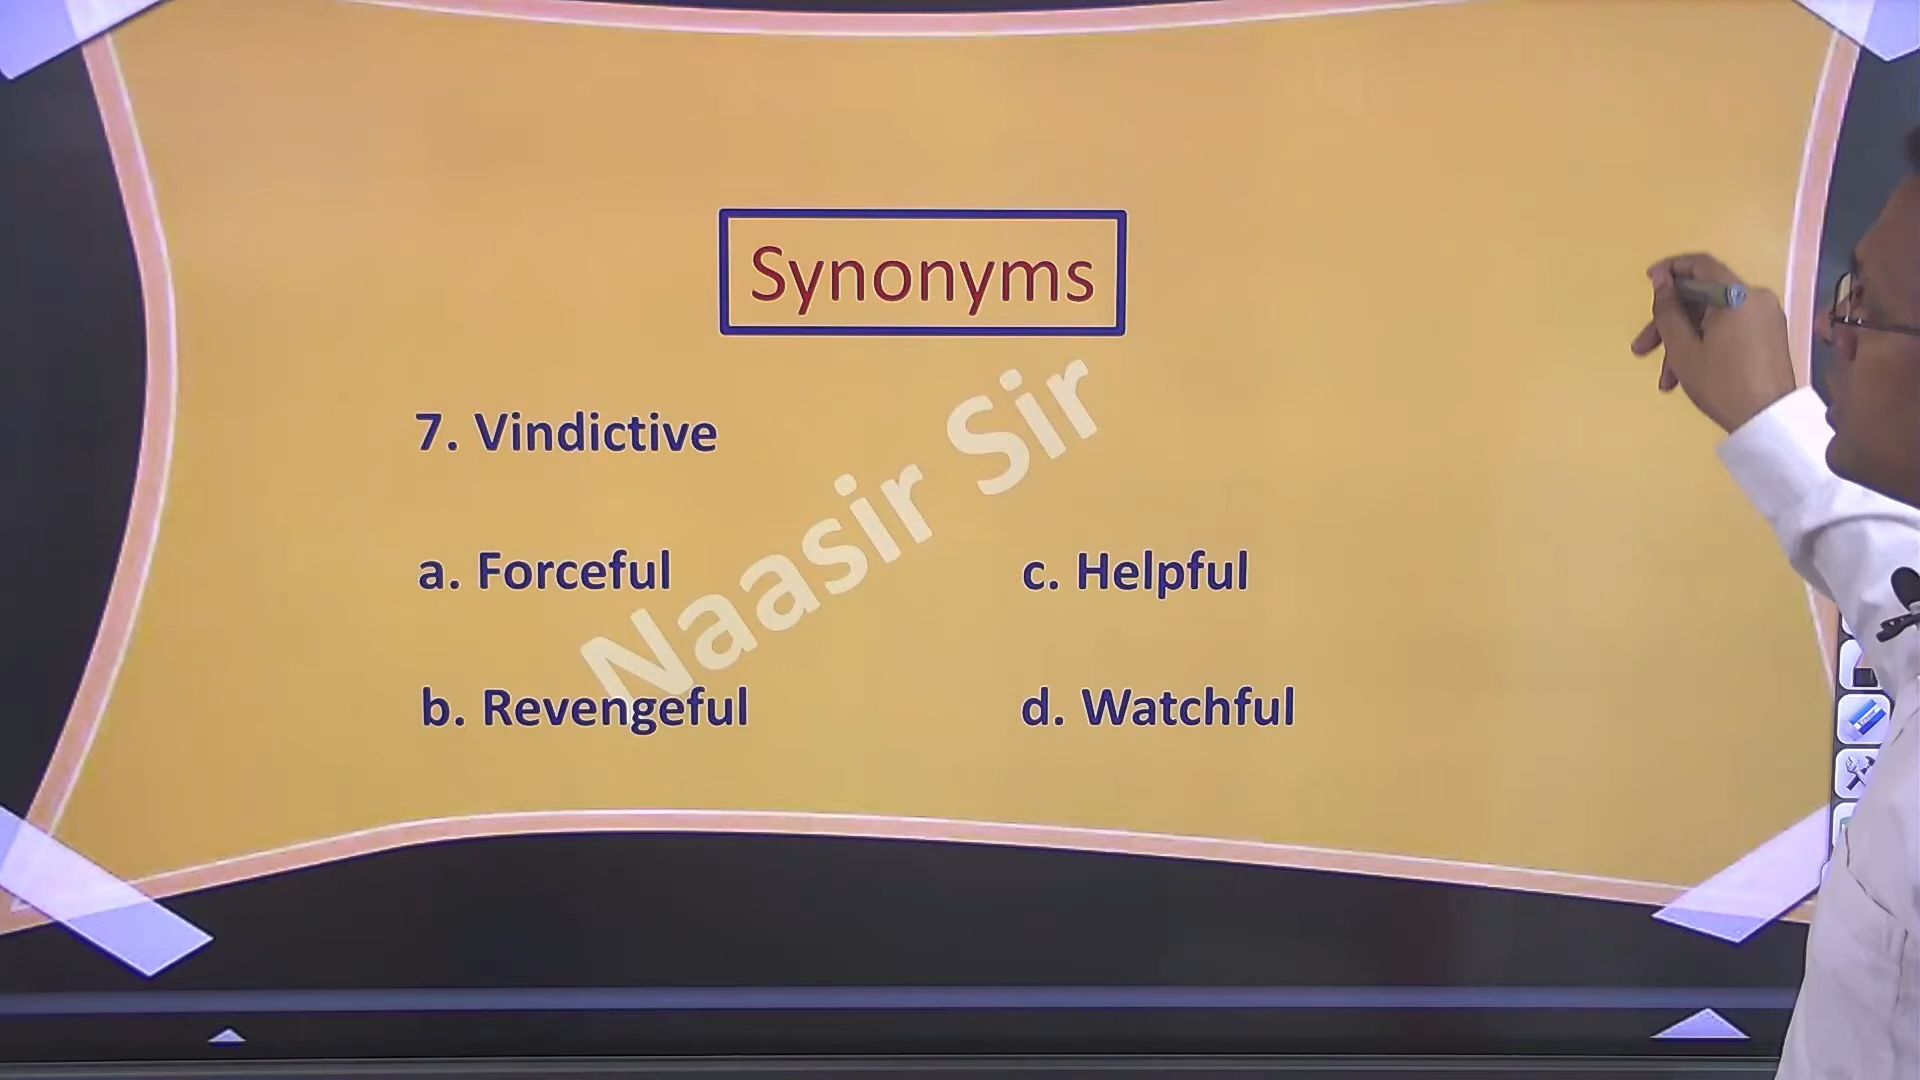 Synonyms
7. Vindictive
a. Forceful
c. Helpful
b. Revengeful
d. Watchful
Naasir Sir